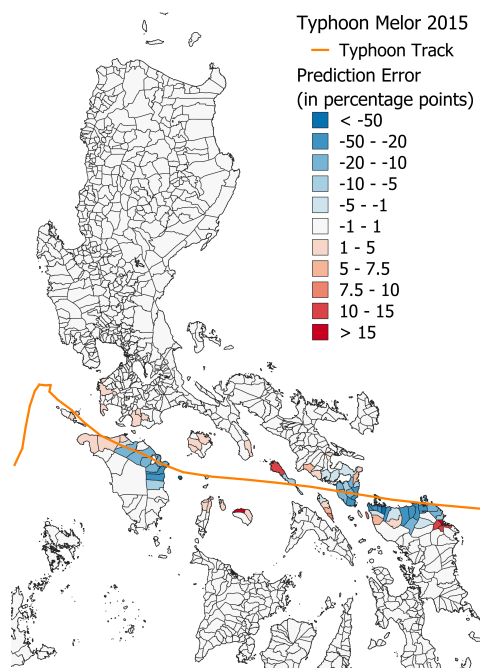 Typhoon Melor 2015
Typhoon Track
Prediction Error
(in percentage points)
< -50
-50 - -20
-20 - -10
-10 - -5
-5 - -1
-1 - 1
1 - 5
5 - 7.5
7.5 - 10
10 - 15
> 15